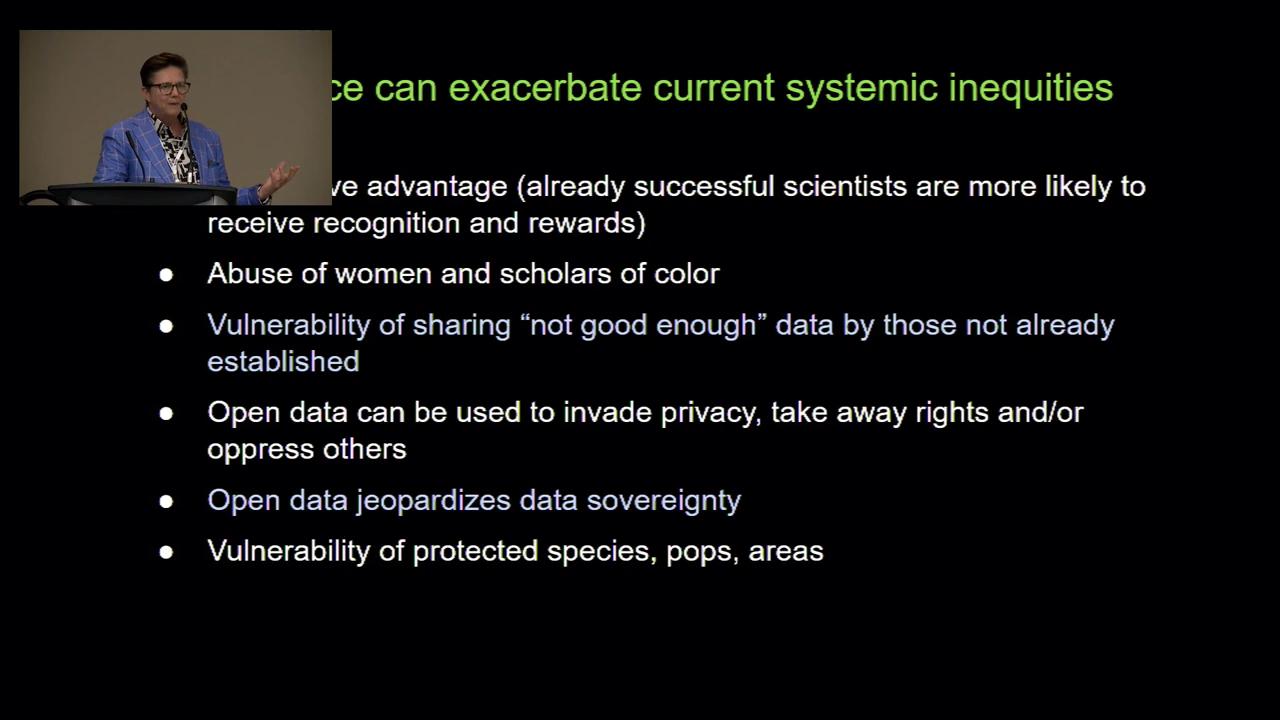 can exacerbate current systemic inequities
advantage (already successful scientists are more likely to
receive recognition and rewards)
● Abuse of women and scholars of color
● Vulnerability of sharing “not good enough” data by those not already
established
● Open data can be used to invade privacy, take away rights and/or
oppress others
● Open data jeopardizes data sovereignty
● Vulnerability of protected species, pops, areas